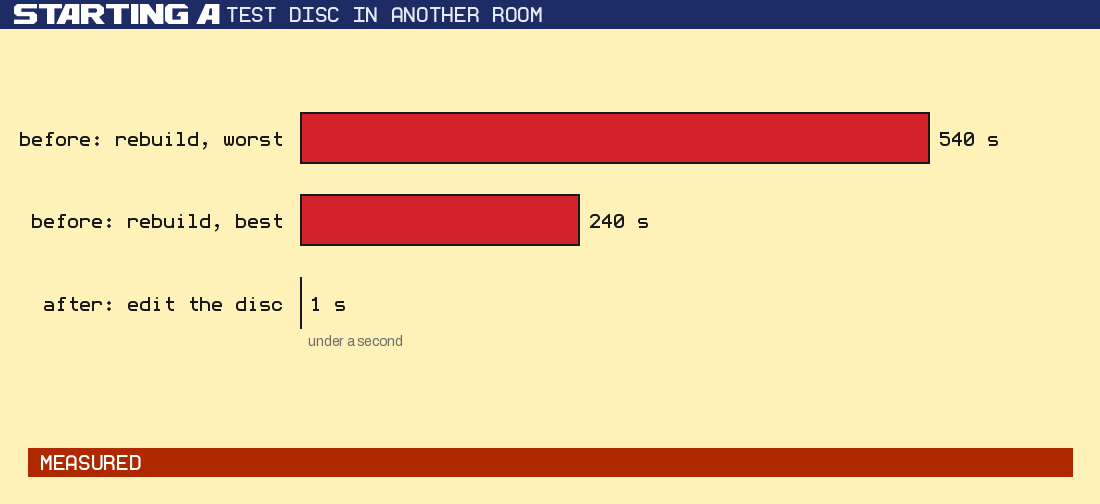 STARTING A TEST DISC IN ANOTHER ROOM
before: rebuild, worst 540 s
before: rebuild, best 240 s
after: edit the disc 1 s
under a second
MEASURED